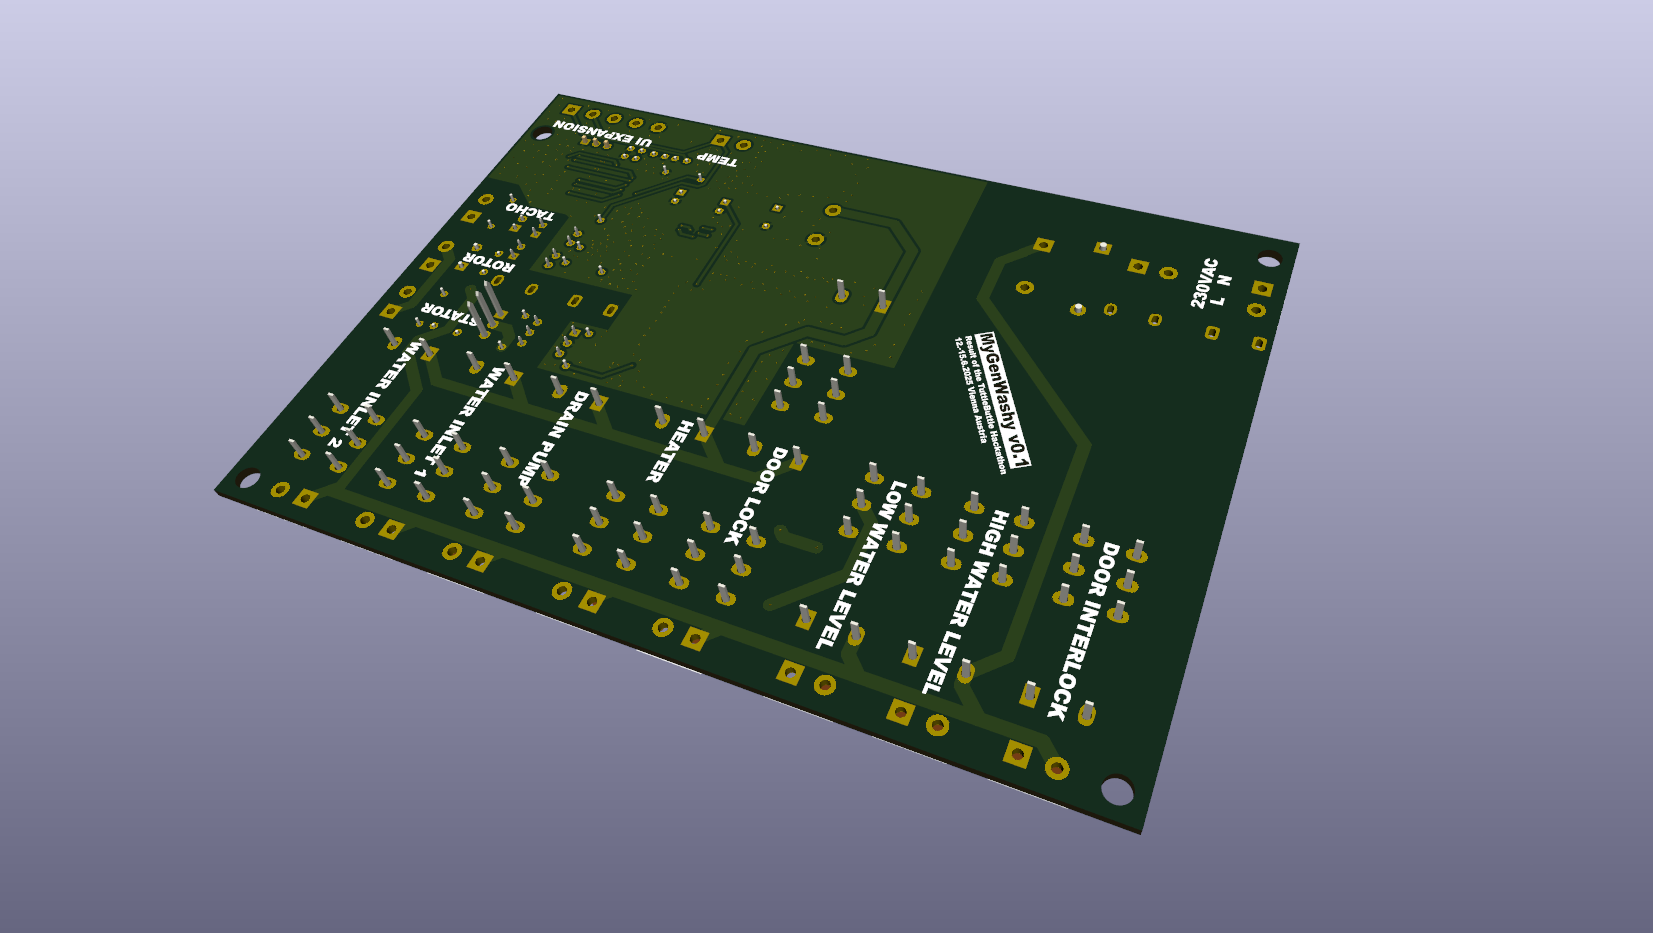 UI EXPANSION
TEMP
TACHO
ROTOR
STATOR
230VAC
L N
MyGenWashy v0.1
Result of the TuttleButtle Hackathon
12.-15.6.2025 Vienna Austria
WATER INLET 2
WATER INLET 1
DRAIN PUMP
HEATER
DOOR LOCK
LOW WATER LEVEL
HIGH WATER LEVEL
DOOR INTERLOCK